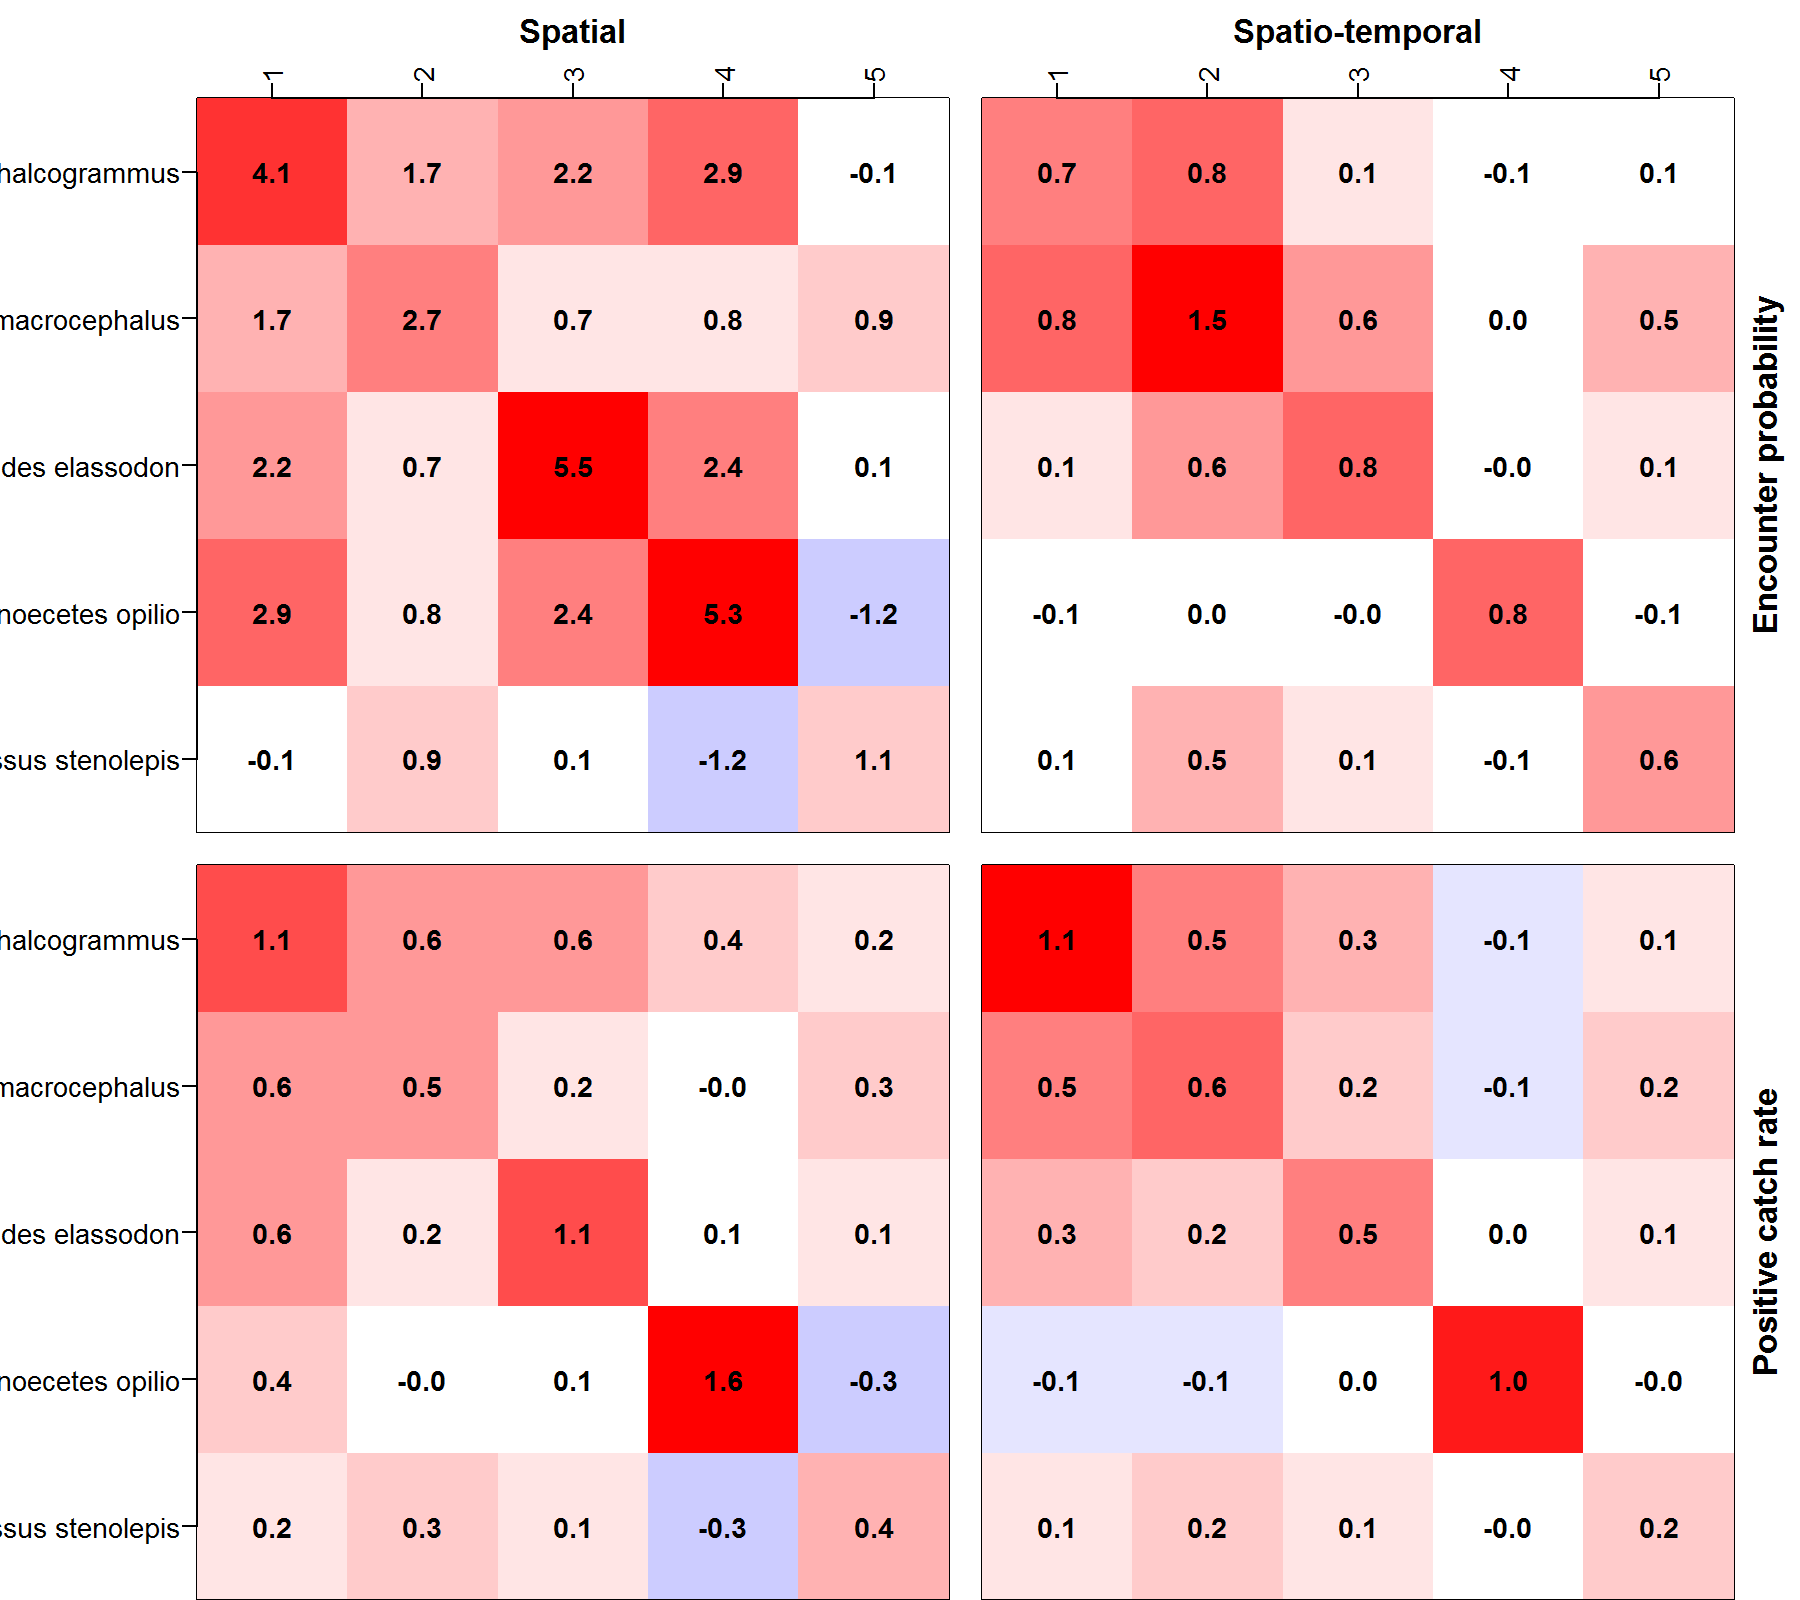 Spatial Spatio-temporal
1 2 3 4 5 1 2 3 4 5
halcogrammus 4.1 1.7 2.2 2.9 -0.1 0.7 0.8 0.1 -0.1 0.1
macrocephalus 1.7 2.7 0.7 0.8 0.9 0.8 1.5 0.6 0.0 0.5
des elassodon 2.2 0.7 5.5 2.4 0.1 0.1 0.6 0.8 -0.0 0.1
noecetes opilio 2.9 0.8 2.4 5.3 -1.2 -0.1 0.0 -0.0 0.8 -0.1
ssus stenolepis -0.1 0.9 0.1 -1.2 1.1 0.1 0.5 0.1 -0.1 0.6
Encounter probability
halcogrammus 1.1 0.6 0.6 0.4 0.2 1.1 0.5 0.3 -0.1 0.1
macrocephalus 0.6 0.5 0.2 -0.0 0.3 0.5 0.6 0.2 -0.1 0.2
des elassodon 0.6 0.2 1.1 0.1 0.1 0.3 0.2 0.5 0.0 0.1
noecetes opilio 0.4 -0.0 0.1 1.6 -0.3 -0.1 -0.1 0.0 1.0 -0.0
ssus stenolepis 0.2 0.3 0.1 -0.3 0.4 0.1 0.2 0.1 -0.0 0.2
Positive catch rate